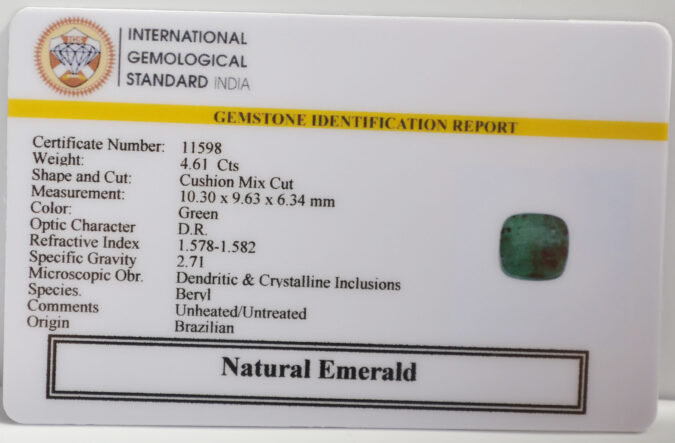 IGS
INTERNATIONAL
GEMOLOGICAL
STANDARD INDIA
GEMSTONE IDENTIFICATION REPORT
Certificate Number: 11598
Weight: 4.61 Cts
Shape and Cut: Cushion Mix Cut
Measurement: 10.30 x 9.63 x 6.34 mm
Color: Green
Optic Character D.R.
Refractive Index 1.578-1.582
Specific Gravity 2.71
Microscopic Obr. Dendritic & Crystalline Inclusions
Species. Beryl
Comments Unheated/Untreated
Origin Brazilian
Natural Emerald